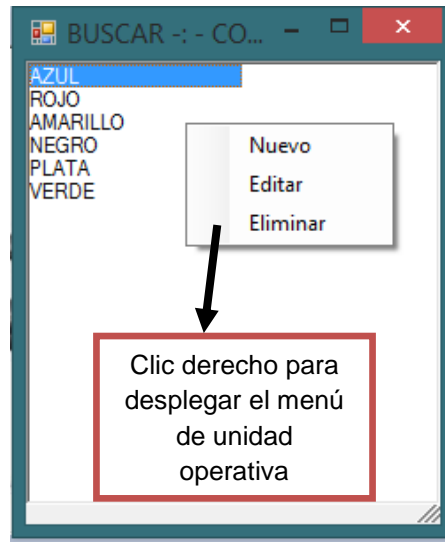 BUSCAR -: - CO...
AZUL
ROJO
AMARILLO
NEGRO
PLATA
VERDE
Nuevo
Editar
Eliminar
Clic derecho para
desplegar el menú
de unidad
operativa